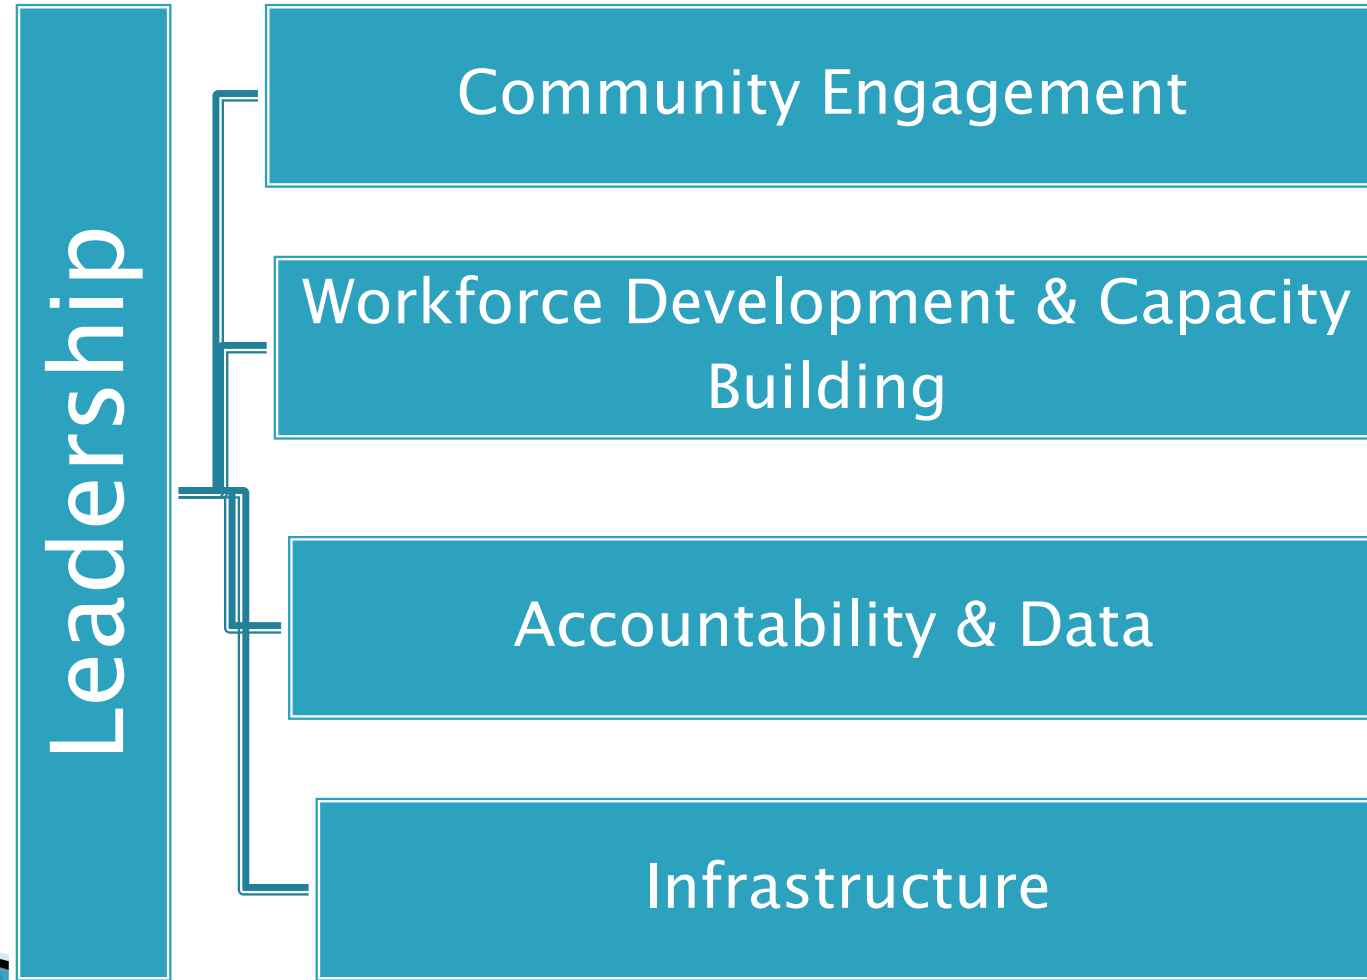 Leadership
Community Engagement
Workforce Development & Capacity
Building
Accountability & Data
Infrastructure